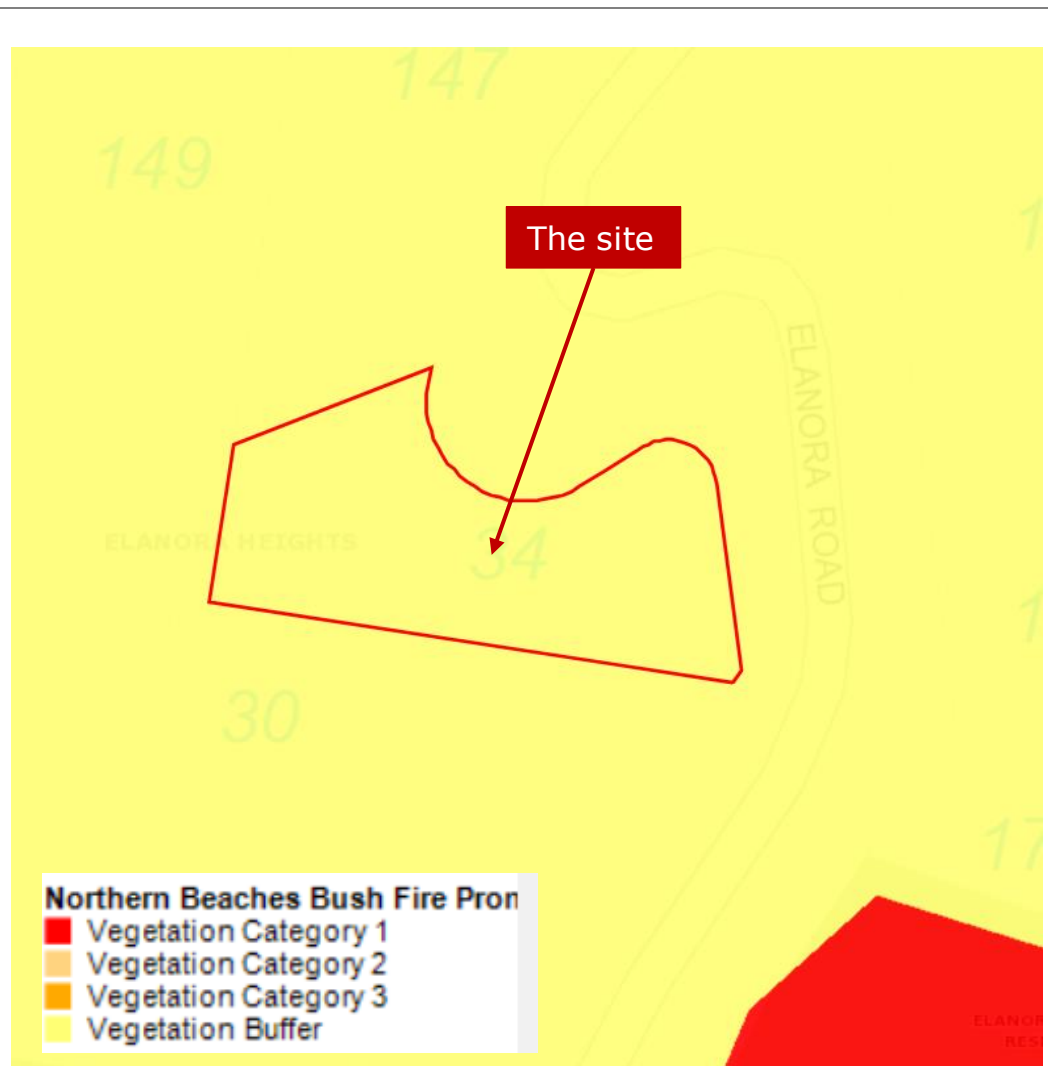 147
149
The site
ELANORA ROAD
ELANORA HEIGHTS
34
30
17
Northern Beaches Bush Fire Pron
Vegetation Category 1
Vegetation Category 2
Vegetation Category 3
Vegetation Buffer